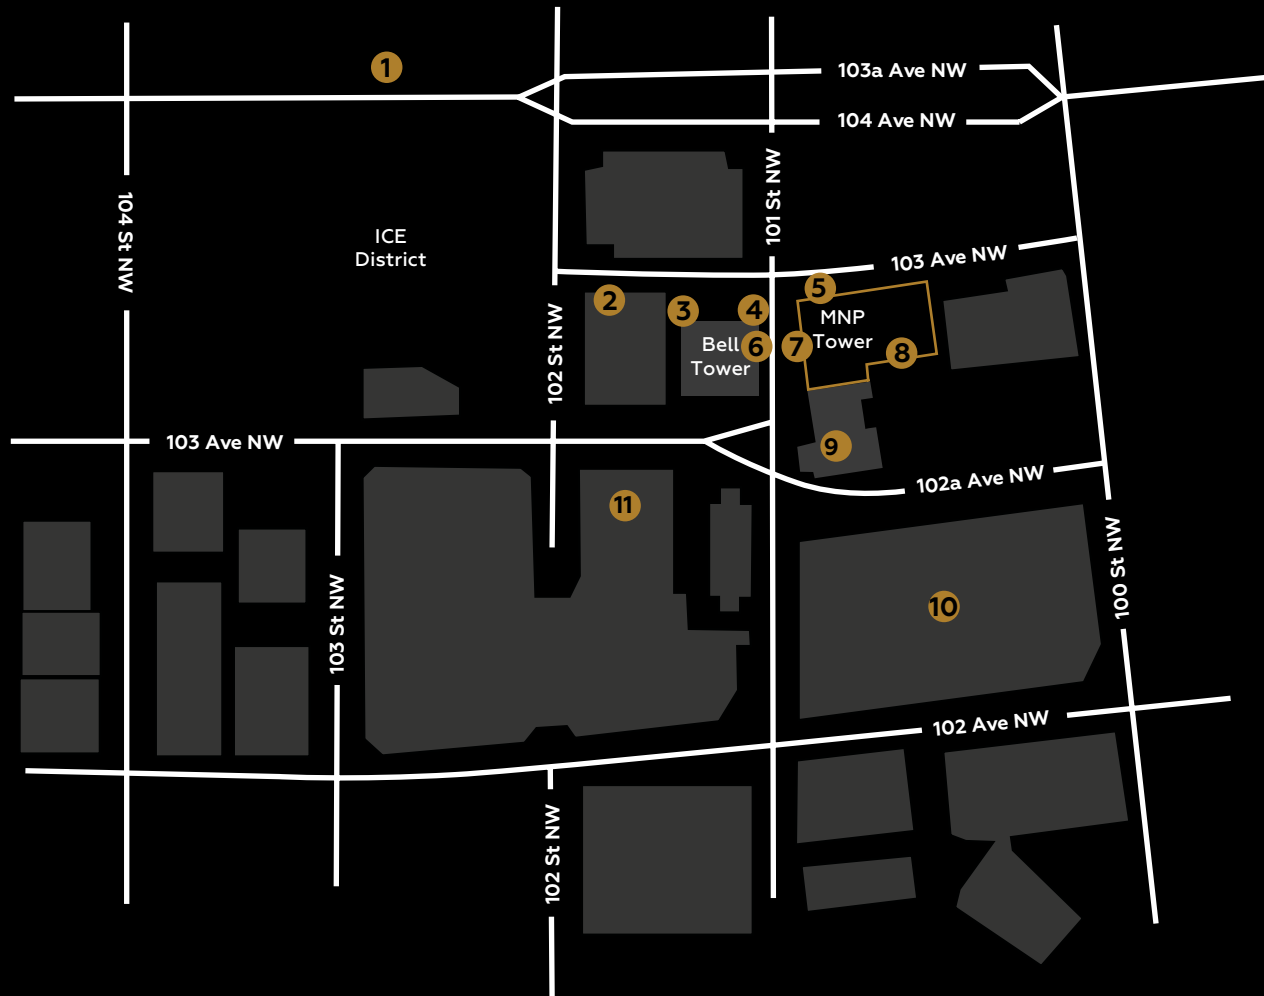 1
103a Ave NW
104 Ave NW
104 St NW
101 St NW
ICE
District
103 Ave NW
2
3
4
5
MNP
Tower
102 St NW
Bell
Tower
6
7
8
103 Ave NW
9
102a Ave NW
11
100 St NW
103 St NW
10
102 Ave NW
102 St NW